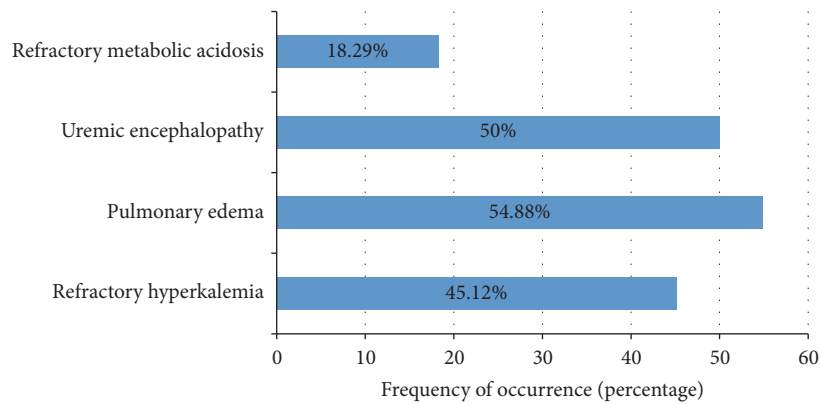 Refractory metabolic acidosis
18.29%
Uremic encephalopathy
50%
Pulmonary edema
54.88%
Refractory hyperkalemia
45.12%
0 10 20 30 40 50 60
Frequency of occurrence (percentage)